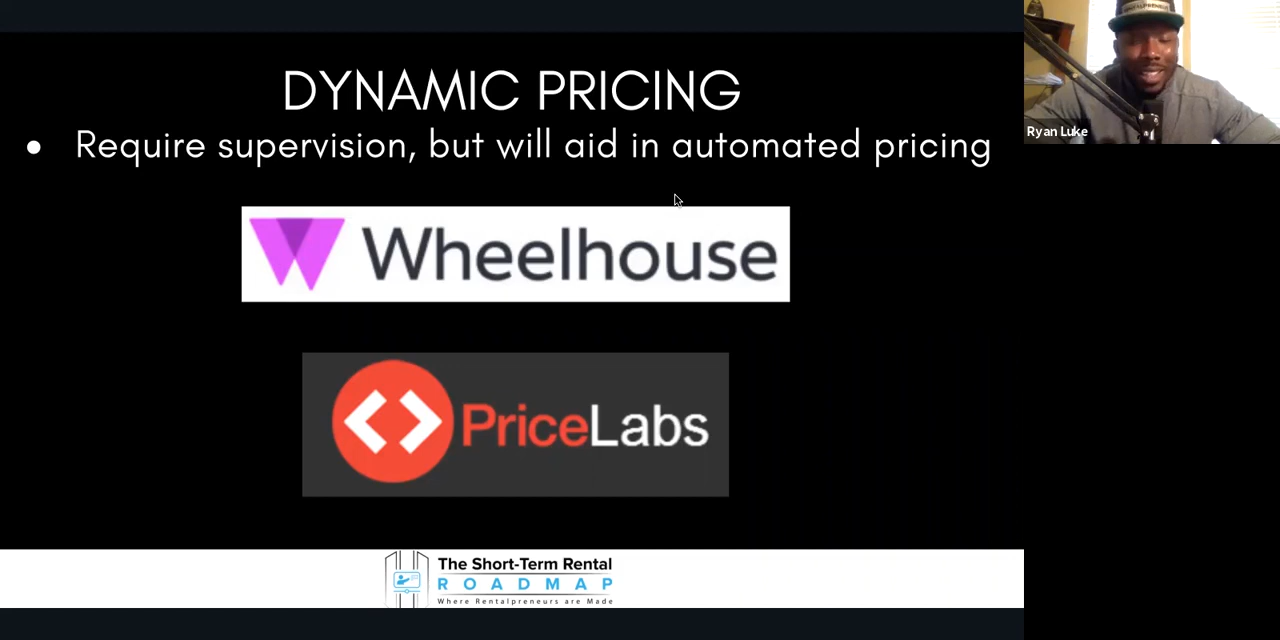 DYNAMIC PRICING
• Require supervision, but will aid in automated pricing
Wheelhouse
PriceLabs
The Short-Term Rental
ROADMAP
Where Rentalpreneurs are Made
Ryan Luke